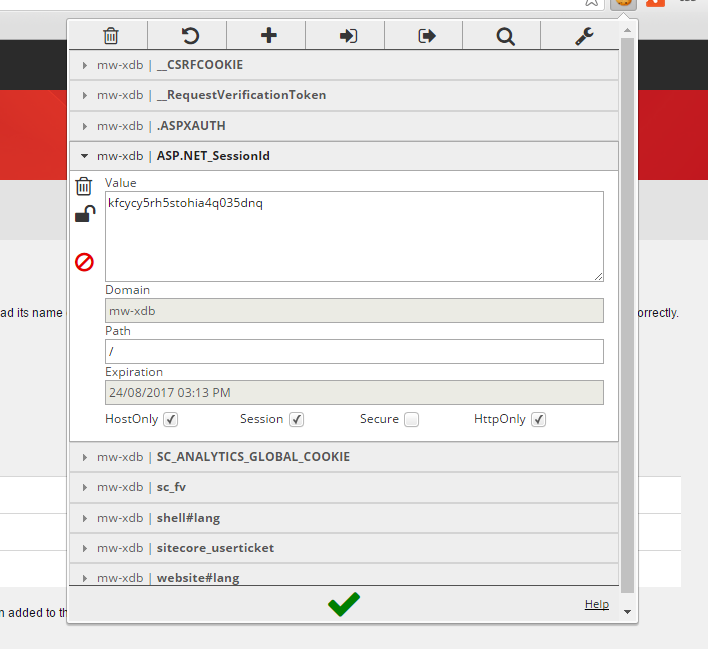 mw-xdb | __CSRFCOOKIE
mw-xdb | __RequestVerificationToken
mw-xdb | .ASPXAUTH
mw-xdb | ASP.NET_SessionId
Value
kfcycy5rh5stohia4q035dnq
Domain
mw-xdb
ad its name
orrectly.
Path
/
Expiration
24/08/2017 03:13 PM
HostOnly Session Secure HttpOnly
mw-xdb | SC_ANALYTICS_GLOBAL_COOKIE
mw-xdb | sc_fv
mw-xdb | shell#lang
mw-xdb | sitecore_userticket
mw-xdb | website#lang
Help
n added to th